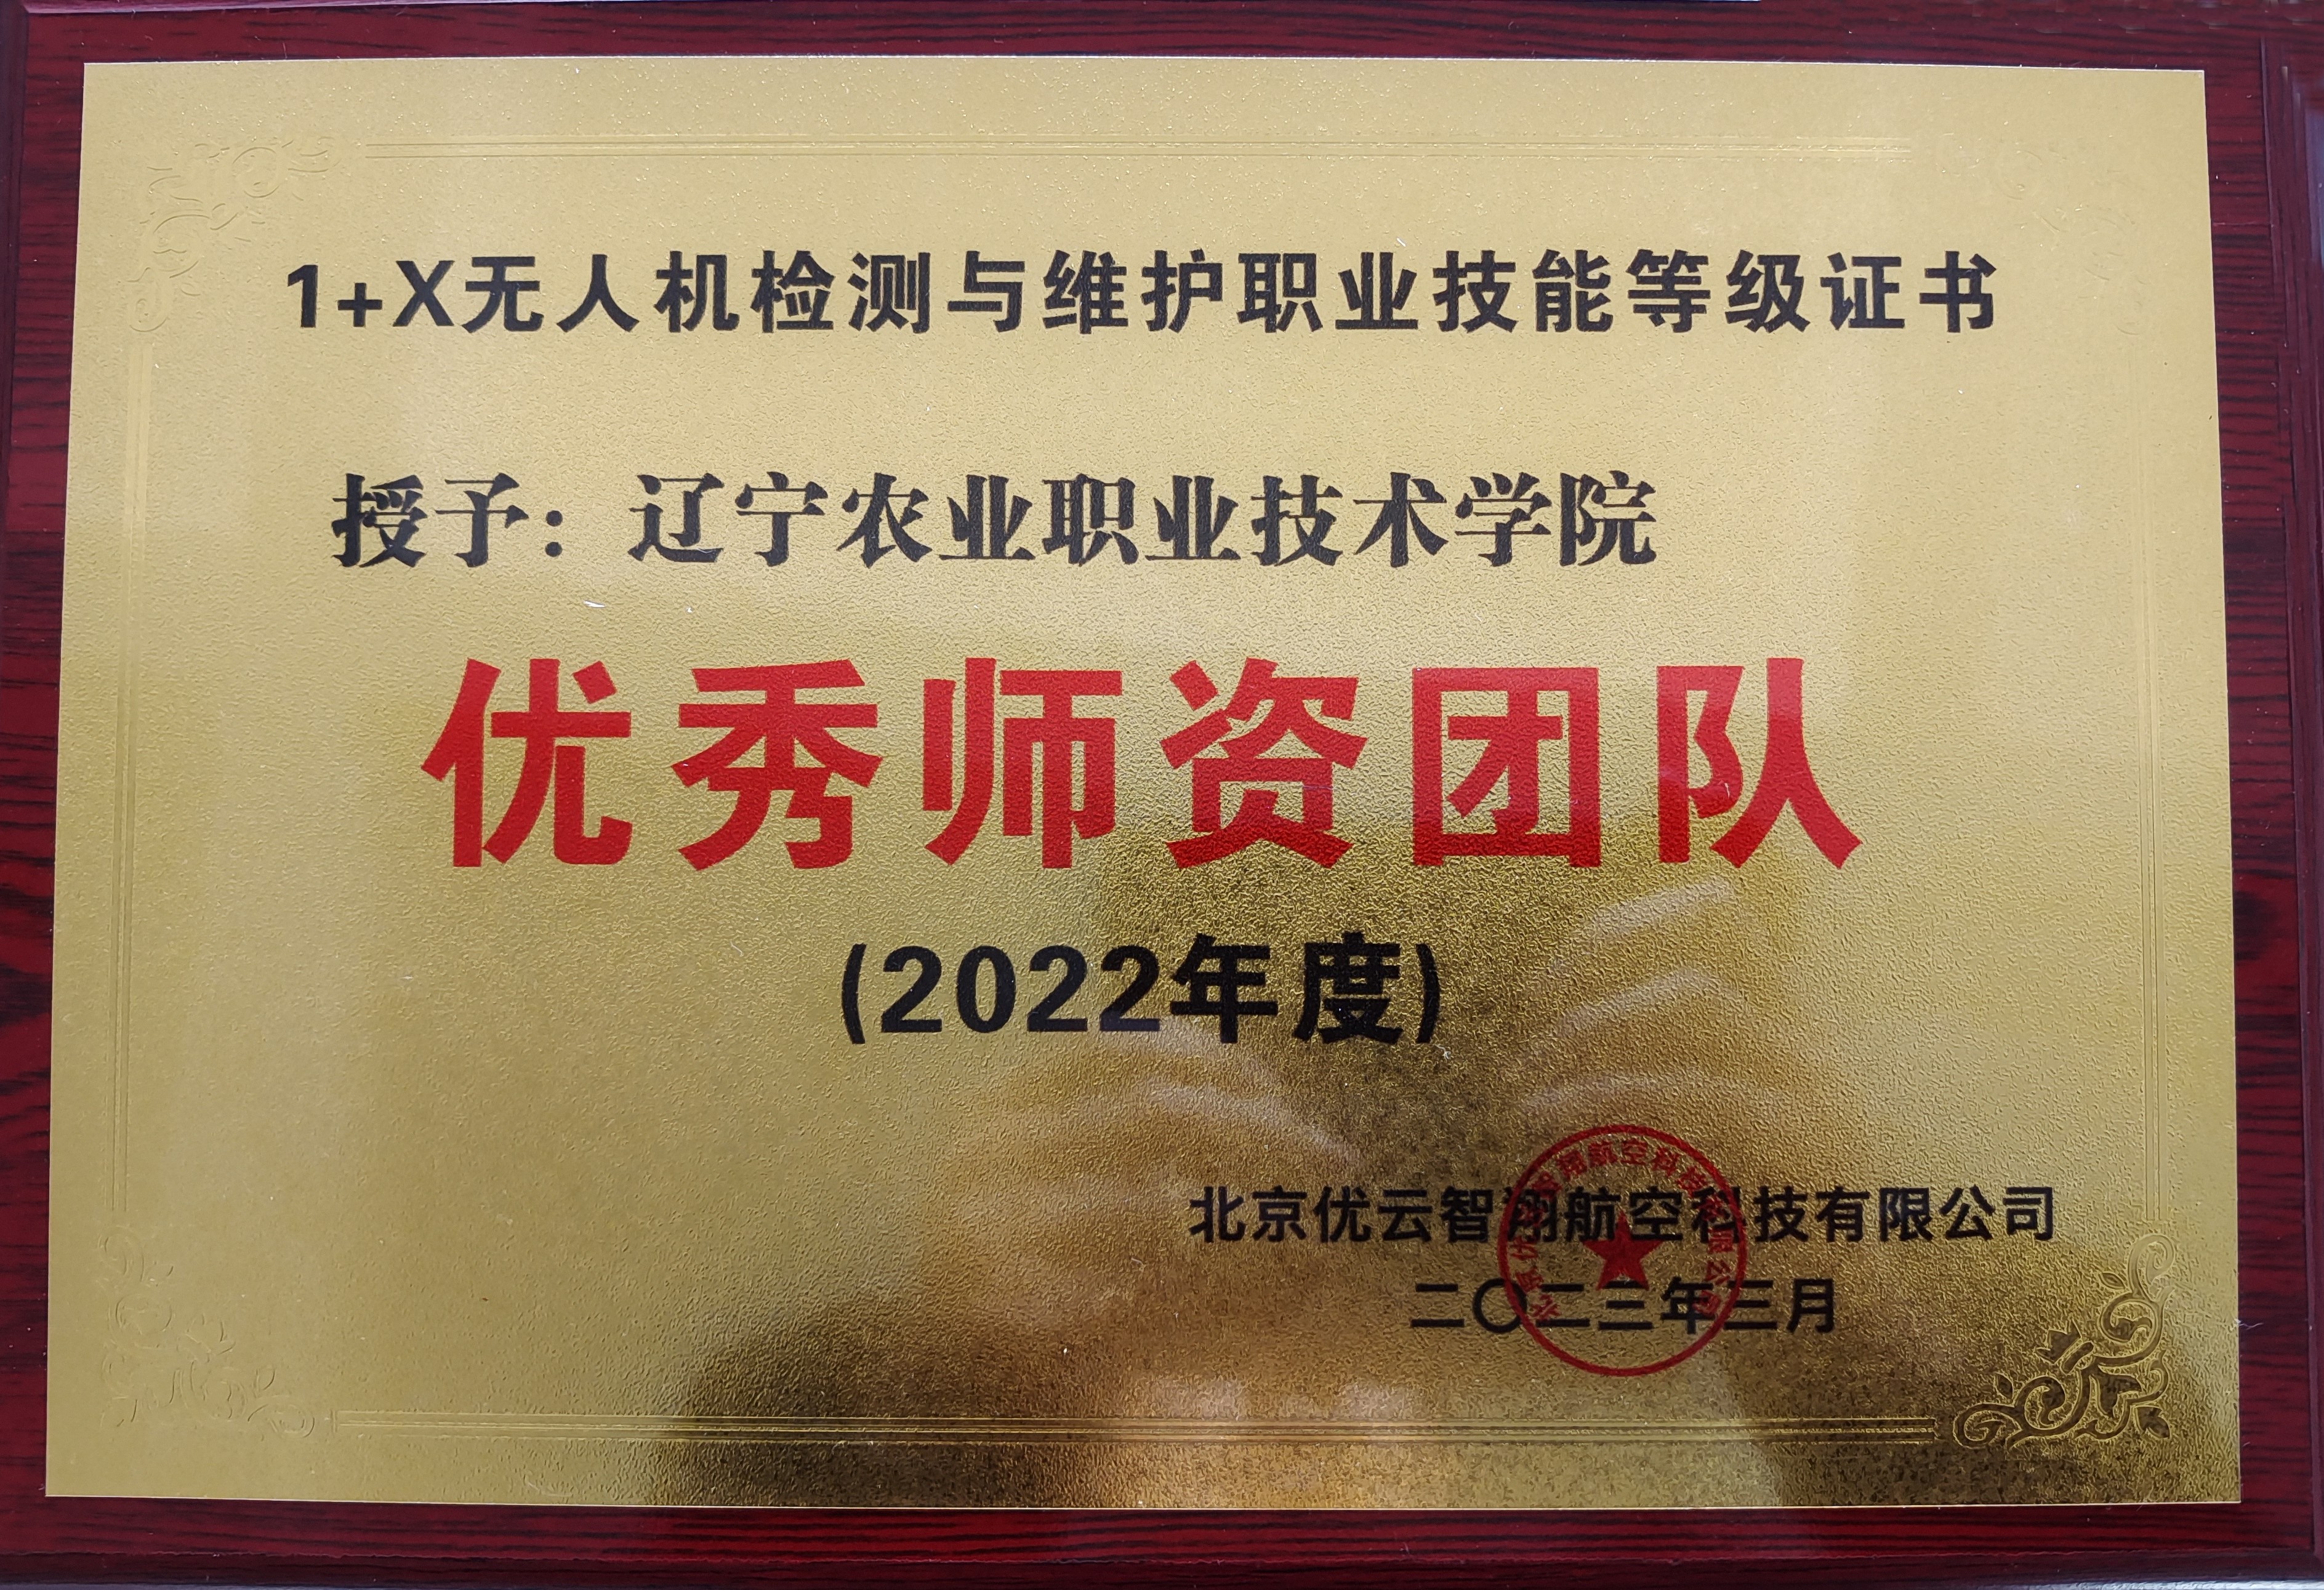 1+X无人机检测与维护职业技能等级证书
授予：辽宁农业职业技术学院
优秀师资团队
(2022年度)
北京优云智翔航空科技有限公司
二〇二三年三月